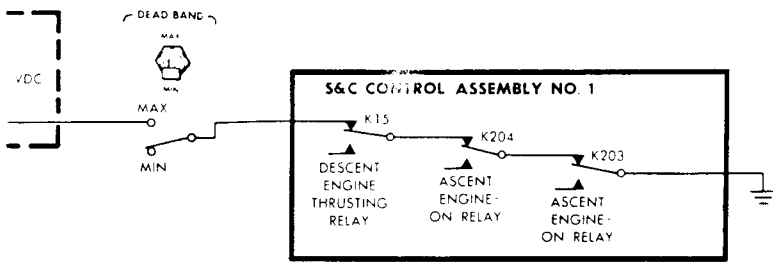 DEAD BAND
MAX
MIN
VDC
S&C CONTROL ASSEMBLY NO. 1
MAX
MIN
K15
DESCENT
ENGINE
THRUSTING
RELAY
K204
ASCENT
ENGINE-
ON RELAY
K203
ASCENT
ENGINE-
ON RELAY